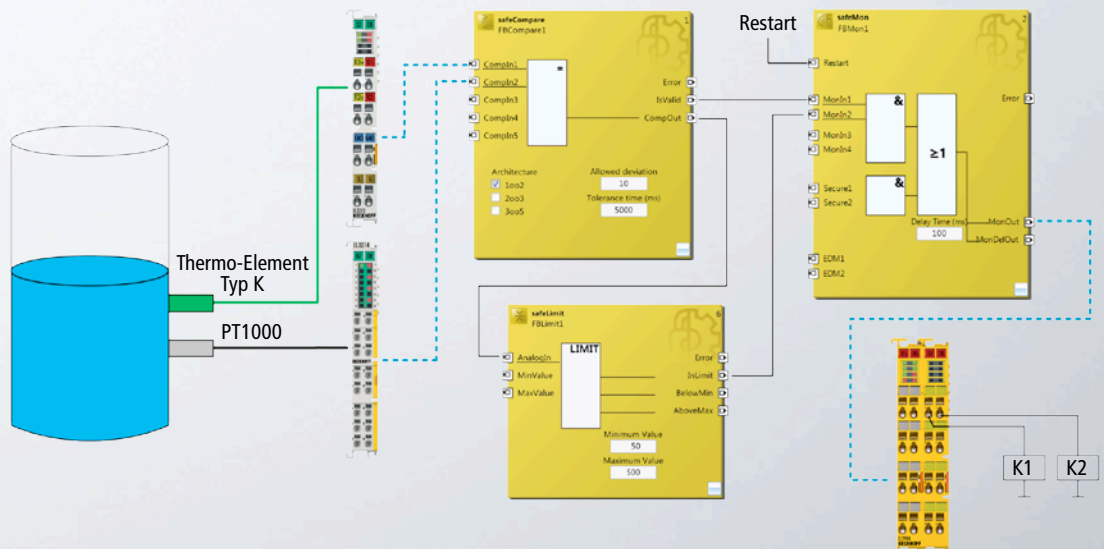 Thermo-Element
Typ K
PT1000
EL3314
BECKHOFF
safeCompare
FBCompare1
1
CompIn1
CompIn2
CompIn3
CompIn4
CompIn5
=
Error
IsValid
CompOut
Architecture
1oo2
2oo3
3oo5
Allowed deviation
10
Tolerance time (ms)
5000
safeLimit
FBLimit1
6
AnalogIn
MinValue
MaxValue
LIMIT
Error
InLimit
BelowMin
AboveMax
Minimum Value
50
Maximum Value
500
Restart
safeMon
FBMon1
2
Restart
MonIn1
MonIn2
MonIn3
MonIn4
Secure1
Secure2
EDM1
EDM2
&
&
≥1
Error
MonOut
MonDelOut
Delay Time (ms)
100
BECKHOFF
K1
K2